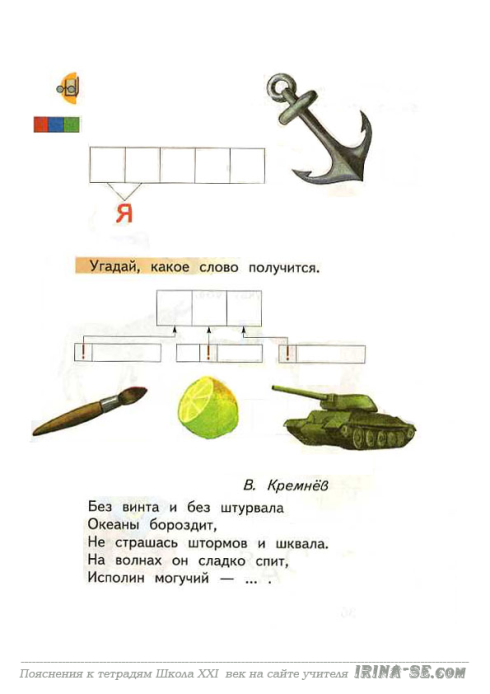 Я
Угадай, какое слово получится.
! ! !
В. Кремнёв
Без винта и без штурвала
Океаны бороздит,
Не страшась штормов и шквала.
На волнах он сладко спит,
Исполин могучий — ... .
Пояснения к тетрадям Школа XXI век на сайте учителя IRINA-SE.COM